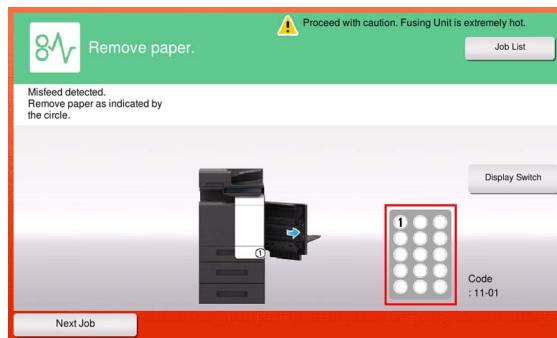 Proceed with caution. Fusing Unit is extremely hot.
Remove paper.
Job List
Misfeed detected.
Remove paper as indicated by
the circle.
Display Switch
1
1
Code
: 11-01
Next Job